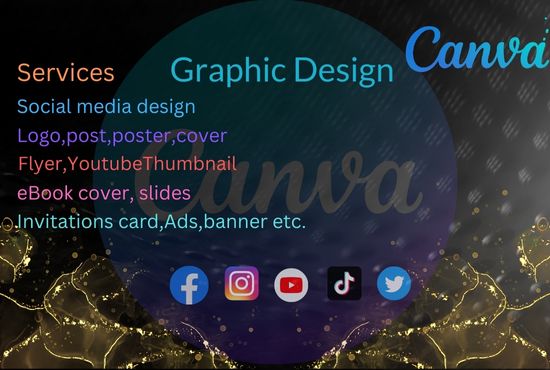 Canva
Graphic Design
Services
Social media design
Logo,post,poster,cover
Flyer,YoutubeThumbnail
eBook cover, slides
Invitations card,Ads,banner etc.
Canva